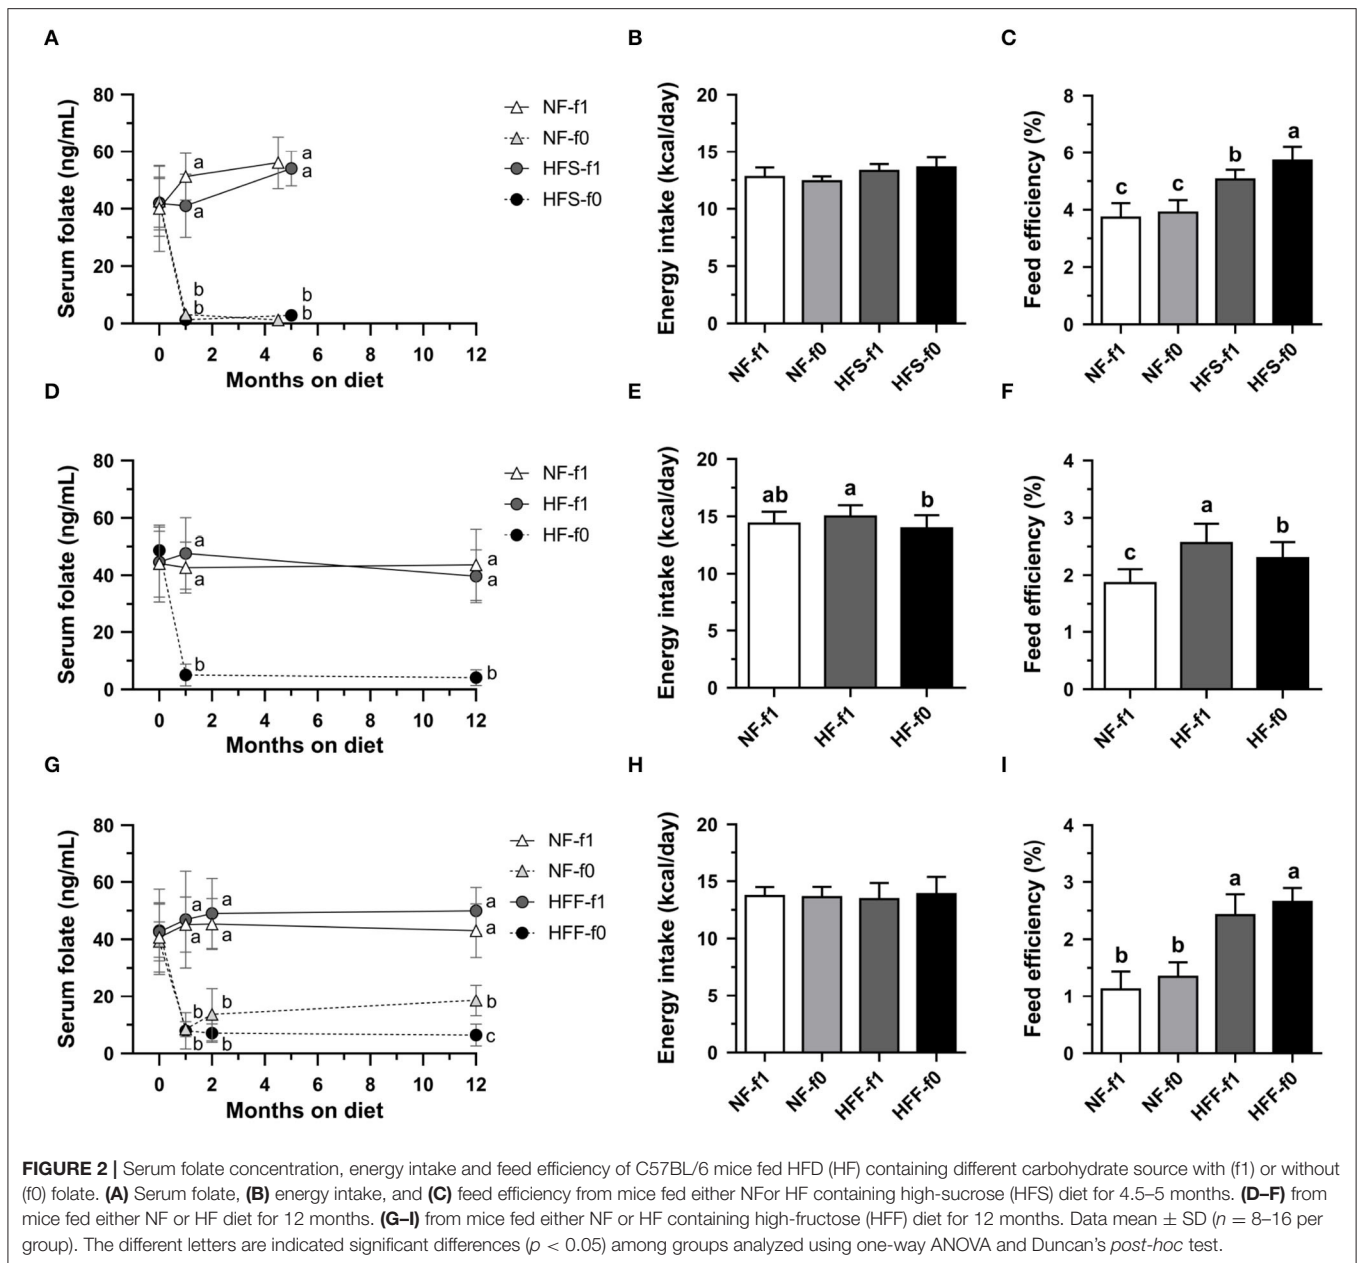 A
B
C
80
60
40
20
0
Serum folate (ng/mL)
a
a
a
a
b
b
b
b
0 2 4 6 8 10 12
Months on diet
NF-f1
NF-f0
HFS-f1
HFS-f0
20
15
10
5
0
Energy intake (kcal/day)
NF-f1
NF-f0
HFS-f1
HFS-f0
8
6
4
2
0
Feed efficiency (%)
c
c
b
a
NF-f1
NF-f0
HFS-f1
HFS-f0
D
E
F
80
60
40
20
0
Serum folate (ng/mL)
a
a
a
a
b
b
0 2 4 6 8 10 12
Months on diet
NF-f1
HF-f1
HF-f0
20
15
10
5
0
Energy intake (kcal/day)
ab
a
b
NF-f1
HF-f1
HF-f0
3
2
2
1
0
Feed efficiency (%)
c
a
b
NF-f1
HF-f1
HF-f0
G
H
I
80
60
40
20
0
Serum folate (ng/mL)
a
a
a
a
a
a
b
b
b
b
b
c
0 2 4 6 8 10 12
Months on diet
NF-f1
NF-f0
HFF-f1
HFF-f0
20
15
10
5
0
Energy intake (kcal/day)
NF-f1
NF-f0
HFF-f1
HFF-f0
4
3
2
1
0
Feed efficiency (%)
b
b
a
a
NF-f1
NF-f0
HFF-f1
HFF-f0
FIGURE 2 | Serum folate concentration, energy intake and feed efficiency of C57BL/6 mice fed HFD (HF) containing different carbohydrate source with (f1) or without
(f0) folate. (A) Serum folate, (B) energy intake, and (C) feed efficiency from mice fed either NFor HF containing high-sucrose (HFS) diet for 4.5–5 months. (D–F) from
mice fed either NF or HF diet for 12 months. (G–I) from mice fed either NF or HF containing high-fructose (HFF) diet for 12 months. Data mean ± SD (n = 8–16 per
group). The different letters are indicated significant differences (p < 0.05) among groups analyzed using one-way ANOVA and Duncan's post-hoc test.